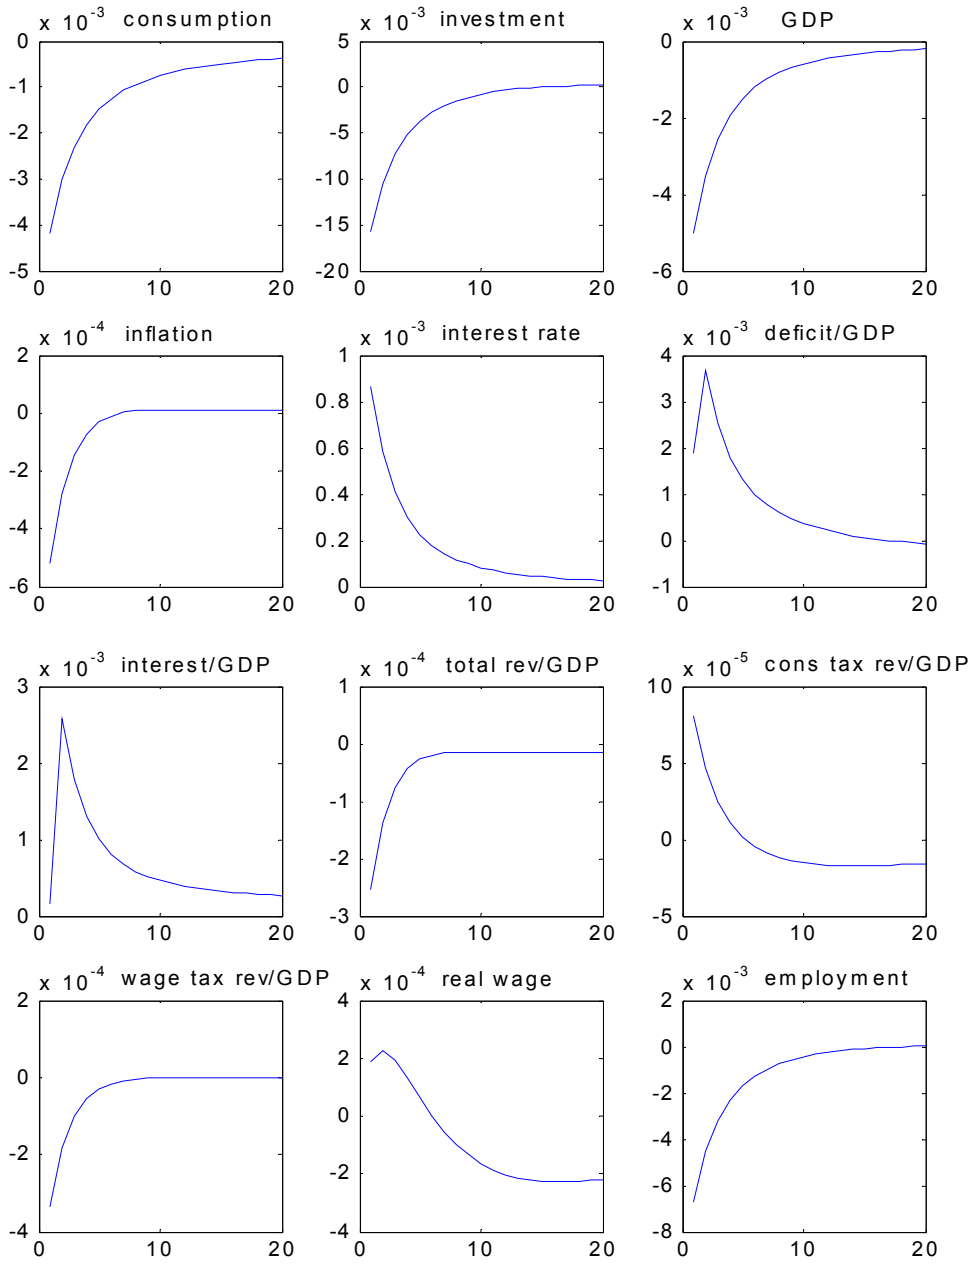 x 10⁻³ consumption
x 10⁻³ investment
x 10⁻³ GDP
0
-1
-2
-3
-4
-5
0 10 20
5
0
-5
-10
-15
-20
0 10 20
0
-2
-4
-6
0 10 20
x 10⁻⁴ inflation
x 10⁻³ interest rate
x 10⁻³ deficit/GDP
2
0
-2
-4
-6
0 10 20
1
0.8
0.6
0.4
0.2
0
0 10 20
4
3
2
1
0
-1
0 10 20
x 10⁻³ interest/GDP
x 10⁻⁴ total rev/GDP
x 10⁻⁵ cons tax rev/GDP
3
2
1
0
0 10 20
1
0
-1
-2
-3
0 10 20
10
5
0
-5
0 10 20
x 10⁻⁴ wage tax rev/GDP
x 10⁻⁴ real wage
x 10⁻³ employment
2
0
-2
-4
0 10 20
4
2
0
-2
-4
0 10 20
2
0
-2
-4
-6
-8
0 10 20